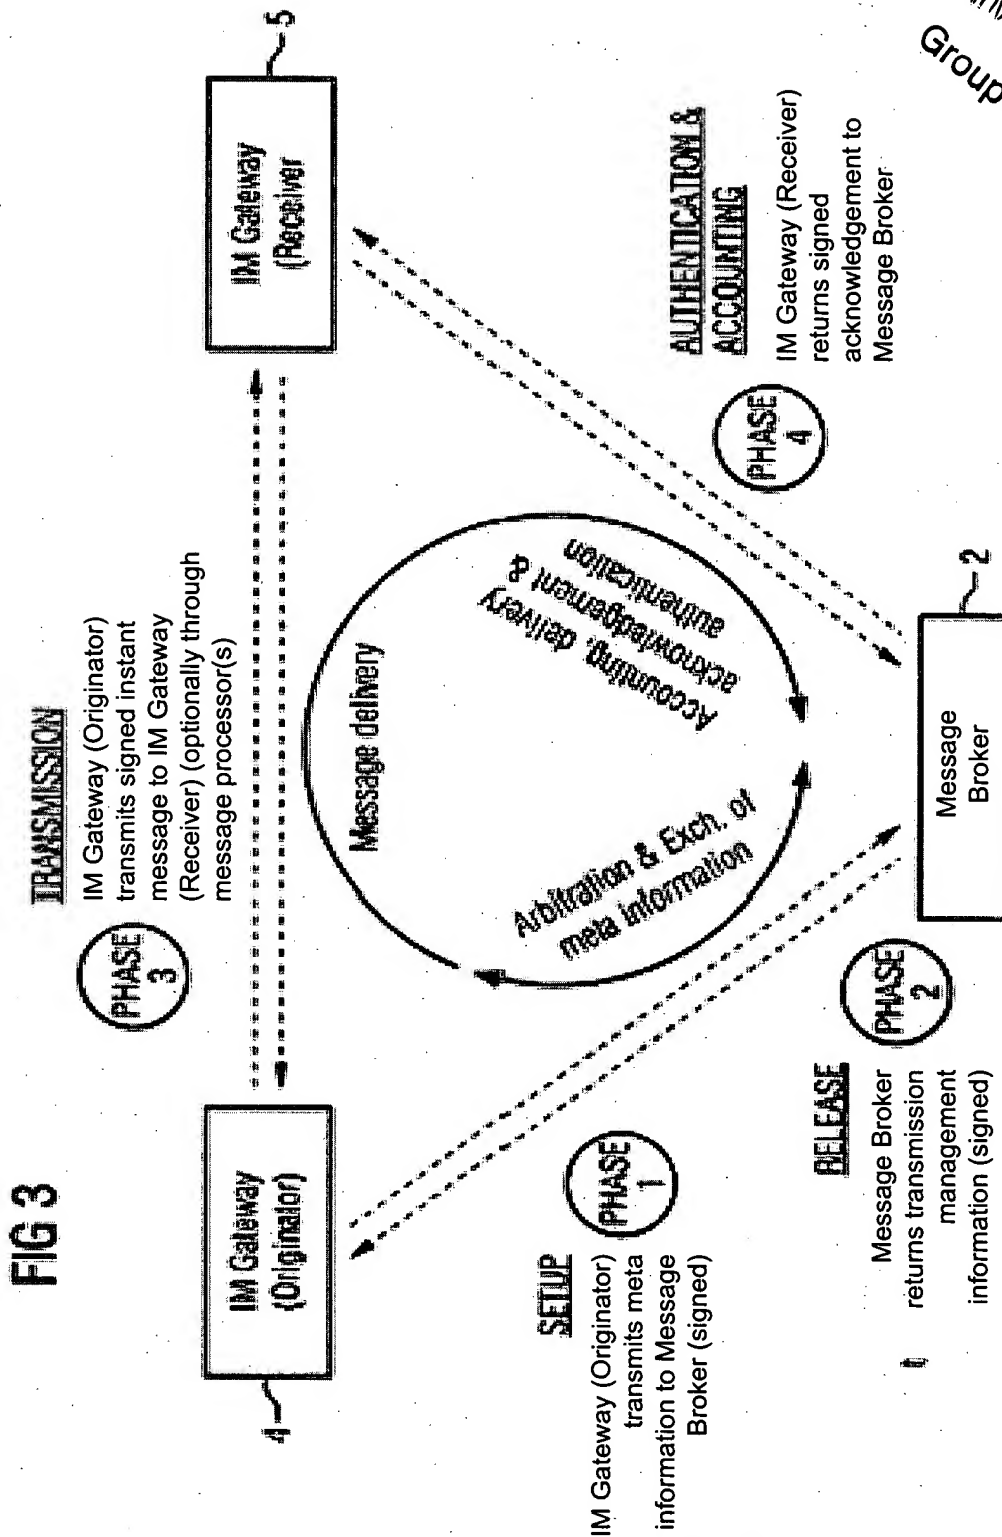 FIG 3
TRANSMISSION
PHASE
3
IM Gateway (Originator)
transmits signed instant
message to IM Gateway
(Receiver) (optionally through
message processor(s)
4
IM Gateway
(Originator)
IM Gateway
(Receiver
5
Message delivery
Accounting, delivery
acknowledgement &
authentication
Arbitration & Exch. of
meta information
SETUP
PHASE
1
IM Gateway (Originator)
transmits meta
information to Message
Broker (signed)
AUTHENTICATION &
ACCOUNTING
PHASE
4
IM Gateway (Receiver)
returns signed
acknowledgement to
Message Broker
RELEASE
PHASE
2
Message Broker
returns transmission
management
information (signed)
Message
Broker
2
Group